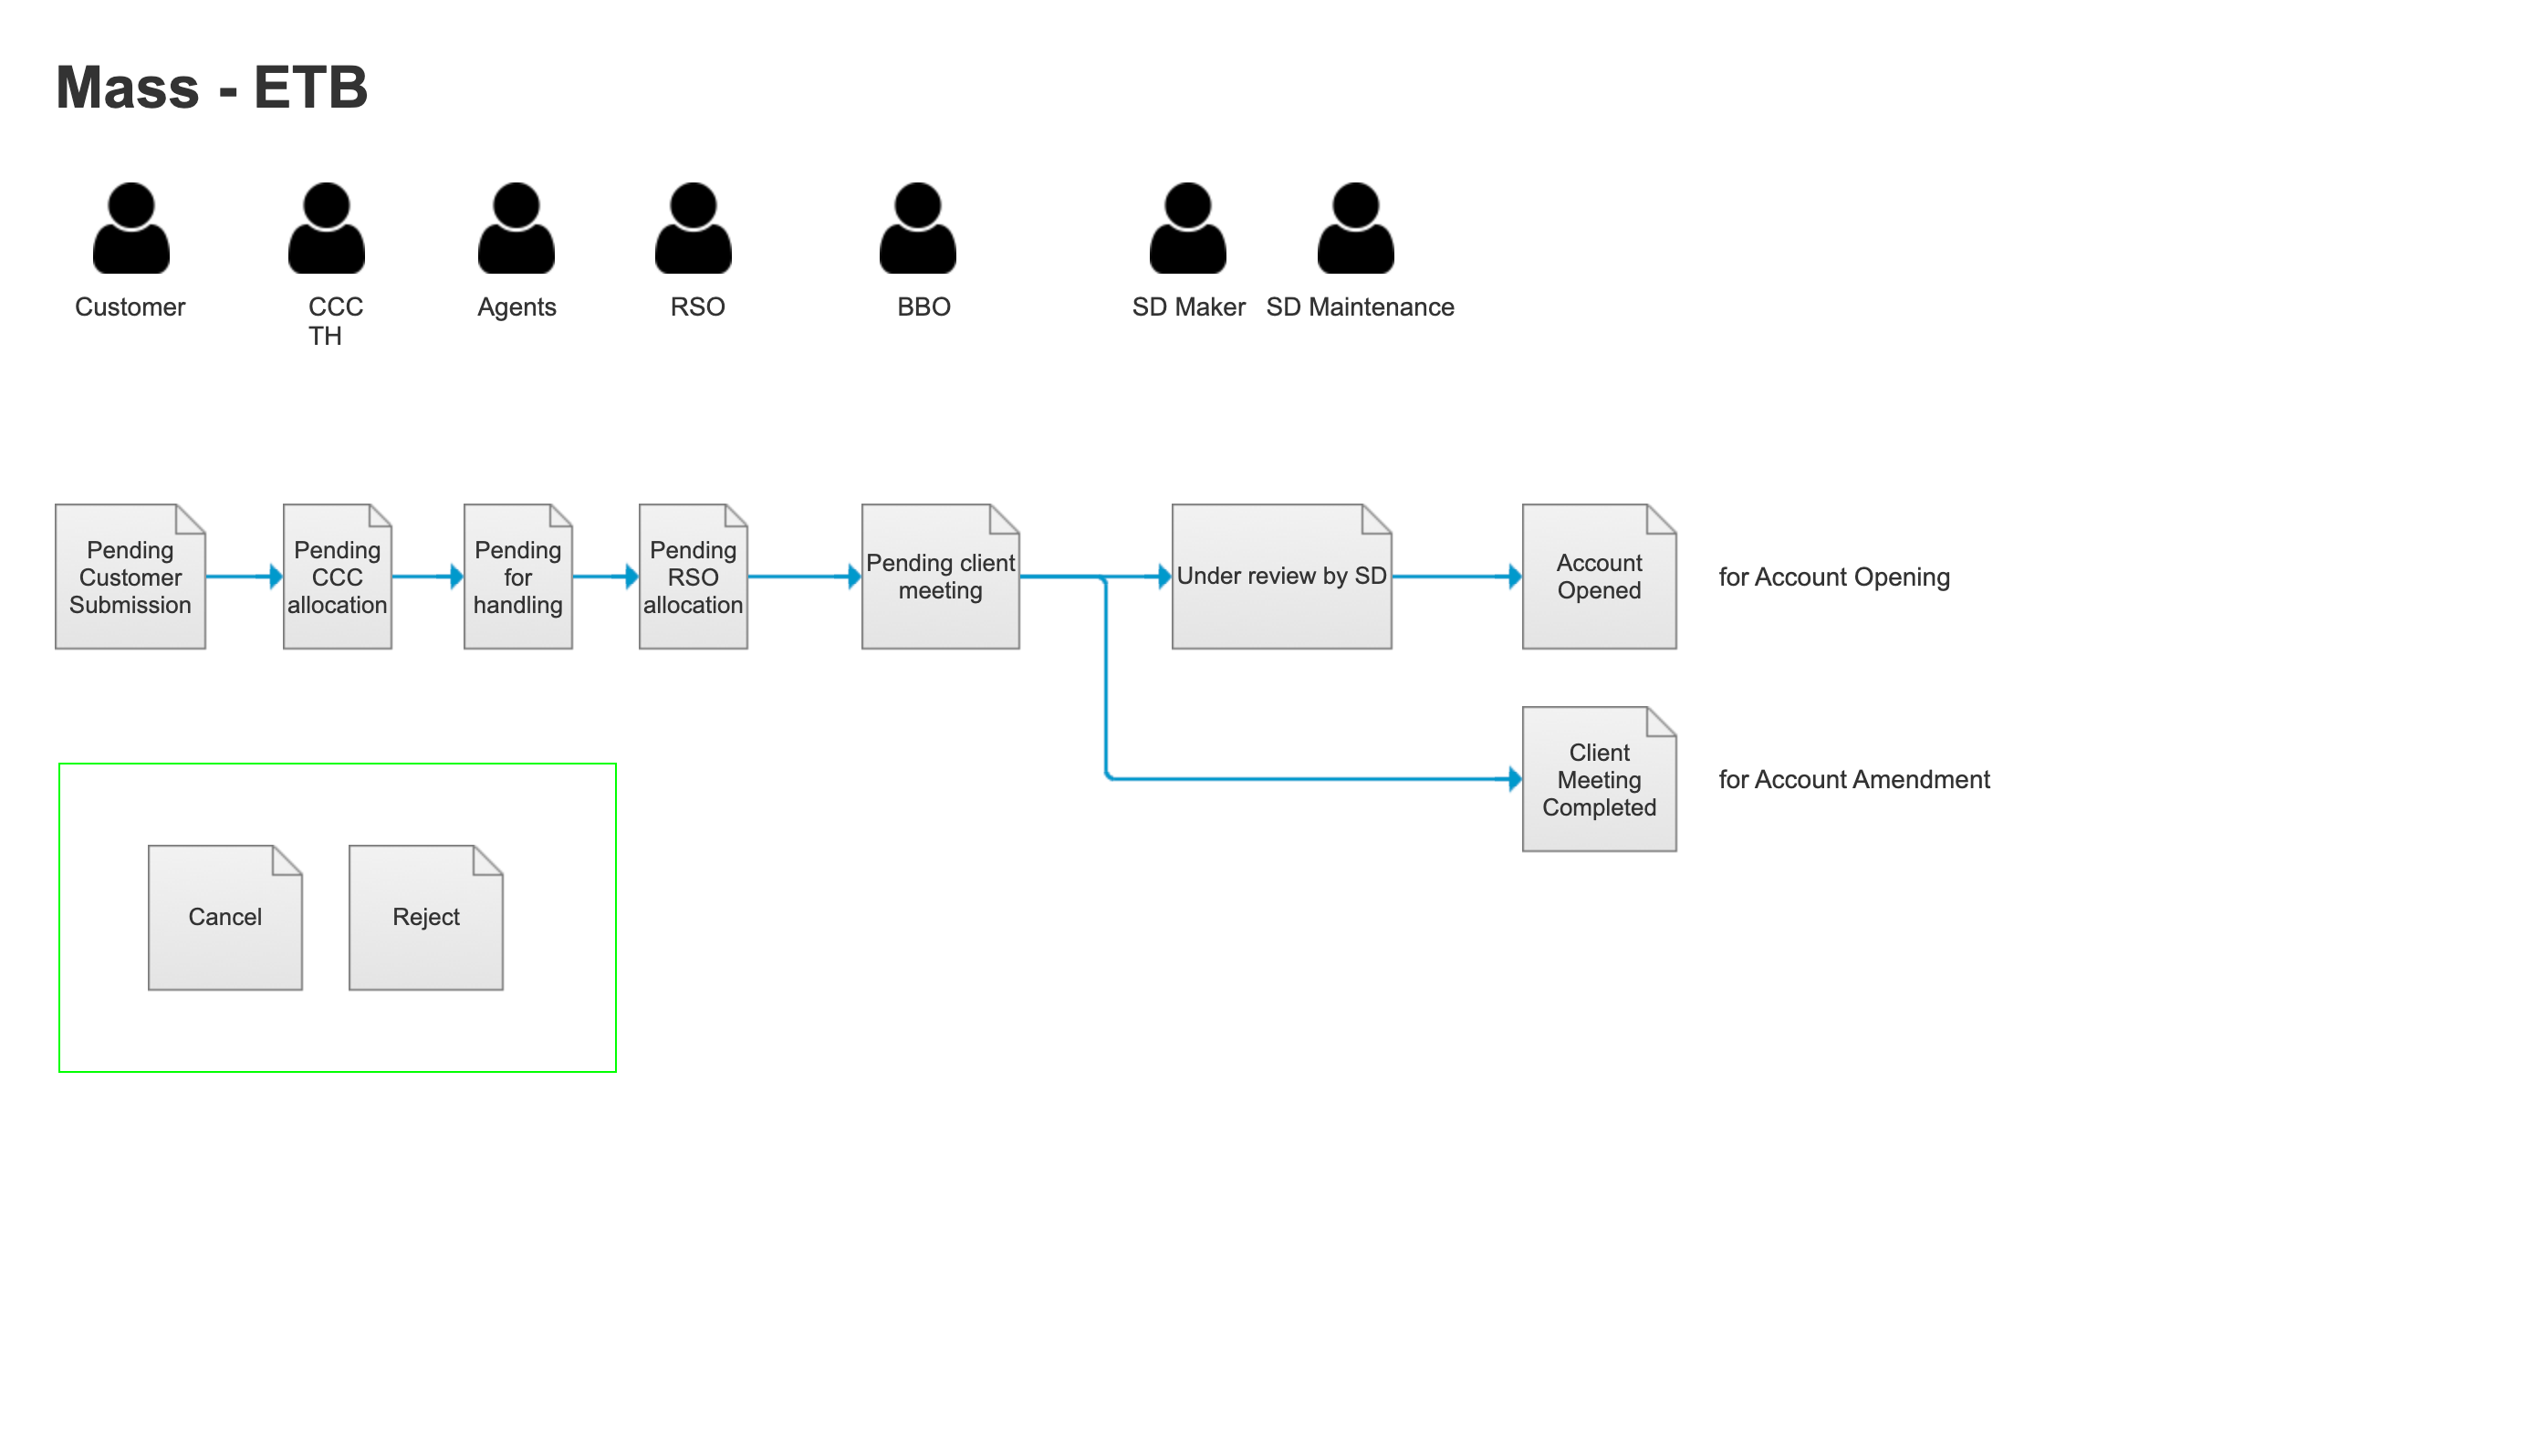 Mass - ETB
Customer
CCC
TH
Agents
RSO
BBO
SD Maker
SD Maintenance
Pending
Customer
Submission
Pending
CCC
allocation
Pending
for
handling
Pending
RSO
allocation
Pending client
meeting
Under review by SD
Account
Opened
for Account Opening
Client
Meeting
Completed
for Account Amendment
Cancel
Reject